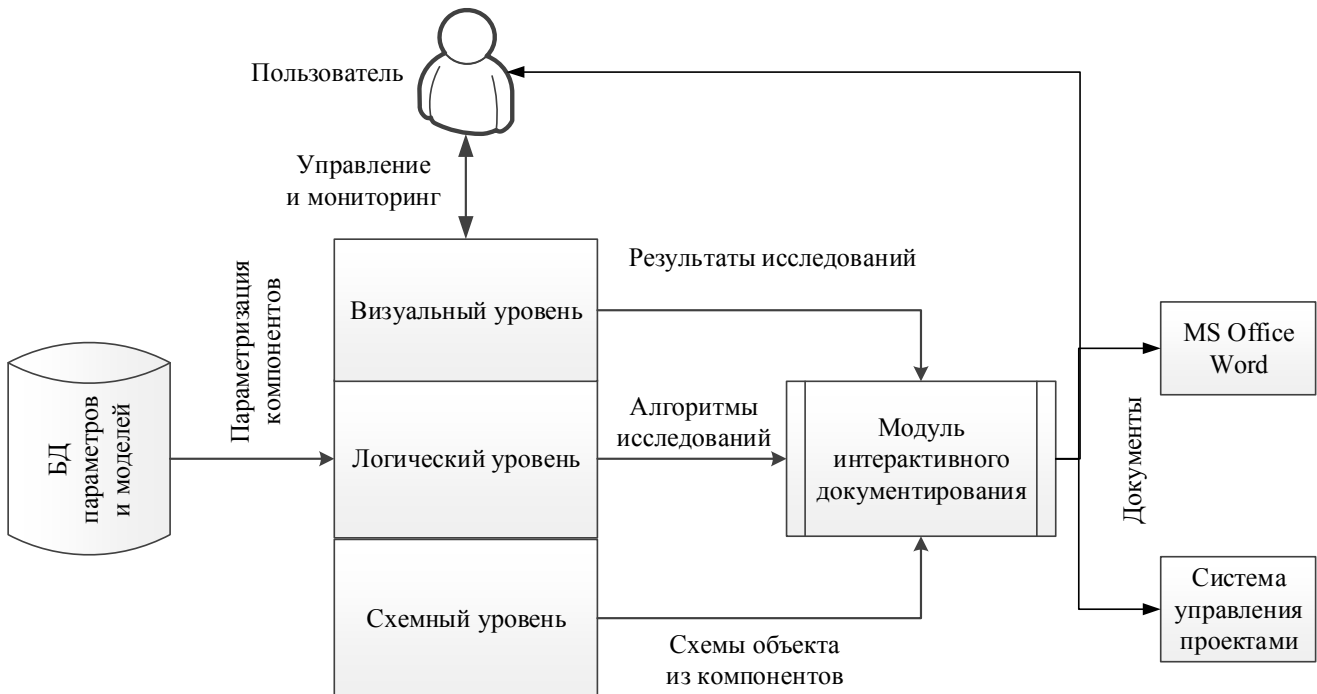 Пользователь
Управление
и мониторинг
Результаты исследований
Параметризация
компонентов
Визуальный уровень
MS Office
Word
БД
параметров
и моделей
Логический уровень
Алгоритмы
исследований
Модуль
интерактивного
документирования
Документы
Схемный уровень
Схемы объекта
из компонентов
Система
управления
проектами